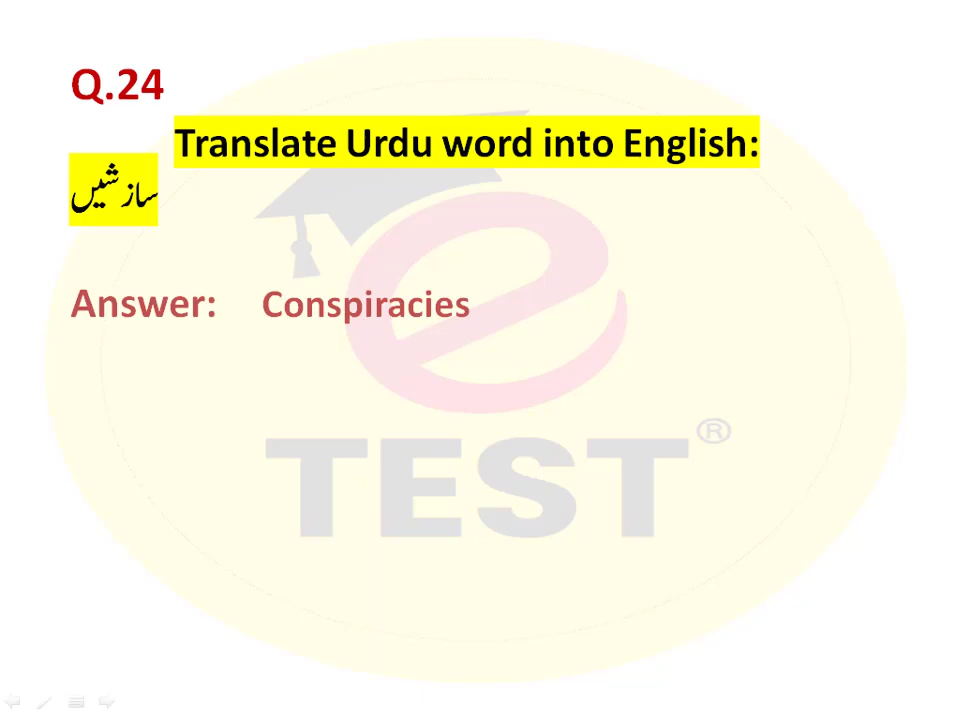 Q.24
Translate Urdu word into English:
سازشیں
Answer: Conspiracies
e
TEST®